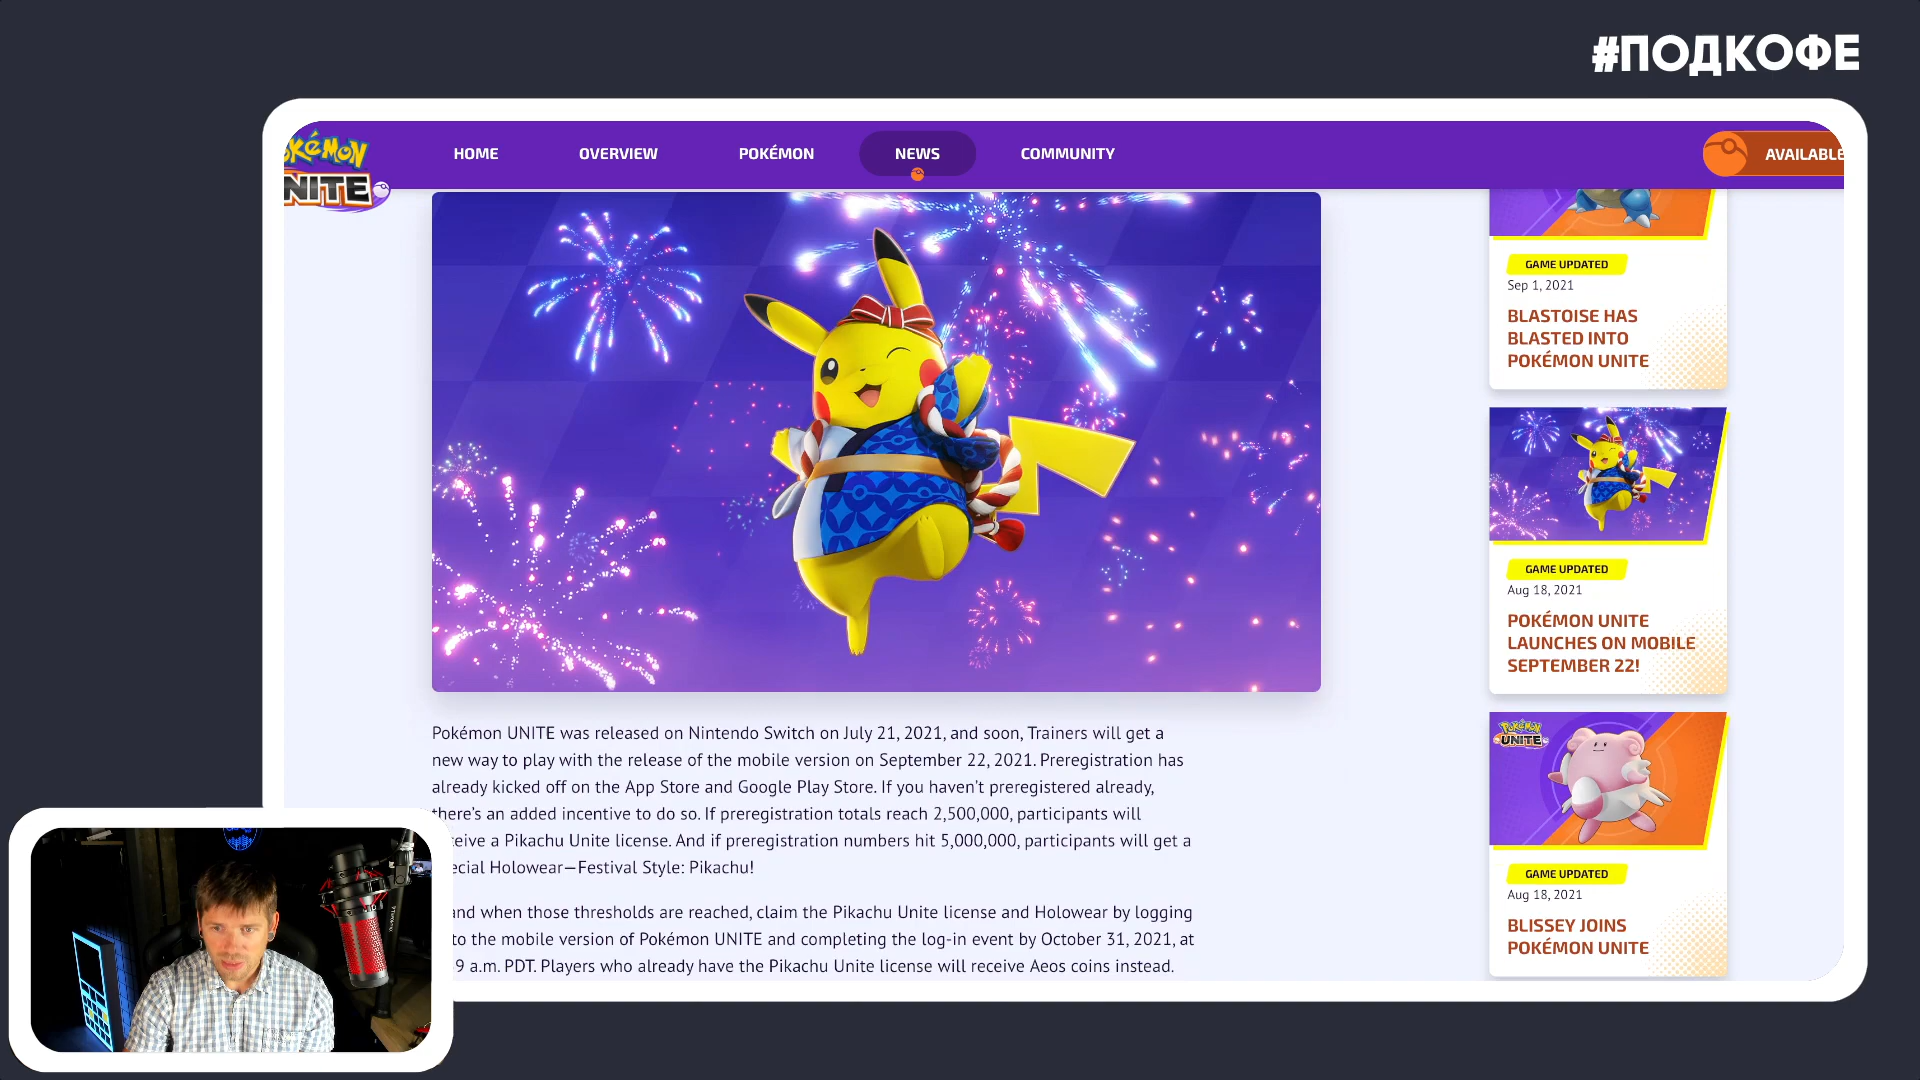 #ПОДКОФЕ
HOME
OVERVIEW
POKÉMON
NEWS
COMMUNITY
AVAILABLE
UNITE
GAME UPDATED
Sep 1, 2021
BLASTOISE HAS
BLASTED INTO
POKÉMON UNITE
GAME UPDATED
Aug 18, 2021
POKÉMON UNITE
LAUNCHES ON MOBILE
SEPTEMBER 22!
POKÉMON
UNITE
GAME UPDATED
Aug 18, 2021
BLISSEY JOINS
POKÉMON UNITE
Pokémon UNITE was released on Nintendo Switch on July 21, 2021, and soon, Trainers will get a
new way to play with the release of the mobile version on September 22, 2021. Preregistration has
already kicked off on the App Store and Google Play Store. If you haven't preregistered already,
there's an added incentive to do so. If preregistration totals reach 2,500,000, participants will
eive a Pikachu Unite license. And if preregistration numbers hit 5,000,000, participants will get a
ecial Holowear—Festival Style: Pikachu!
and when those thresholds are reached, claim the Pikachu Unite license and Holowear by logging
to the mobile version of Pokémon UNITE and completing the log-in event by October 31, 2021, at
9 a.m. PDT. Players who already have the Pikachu Unite license will receive Aeos coins instead.